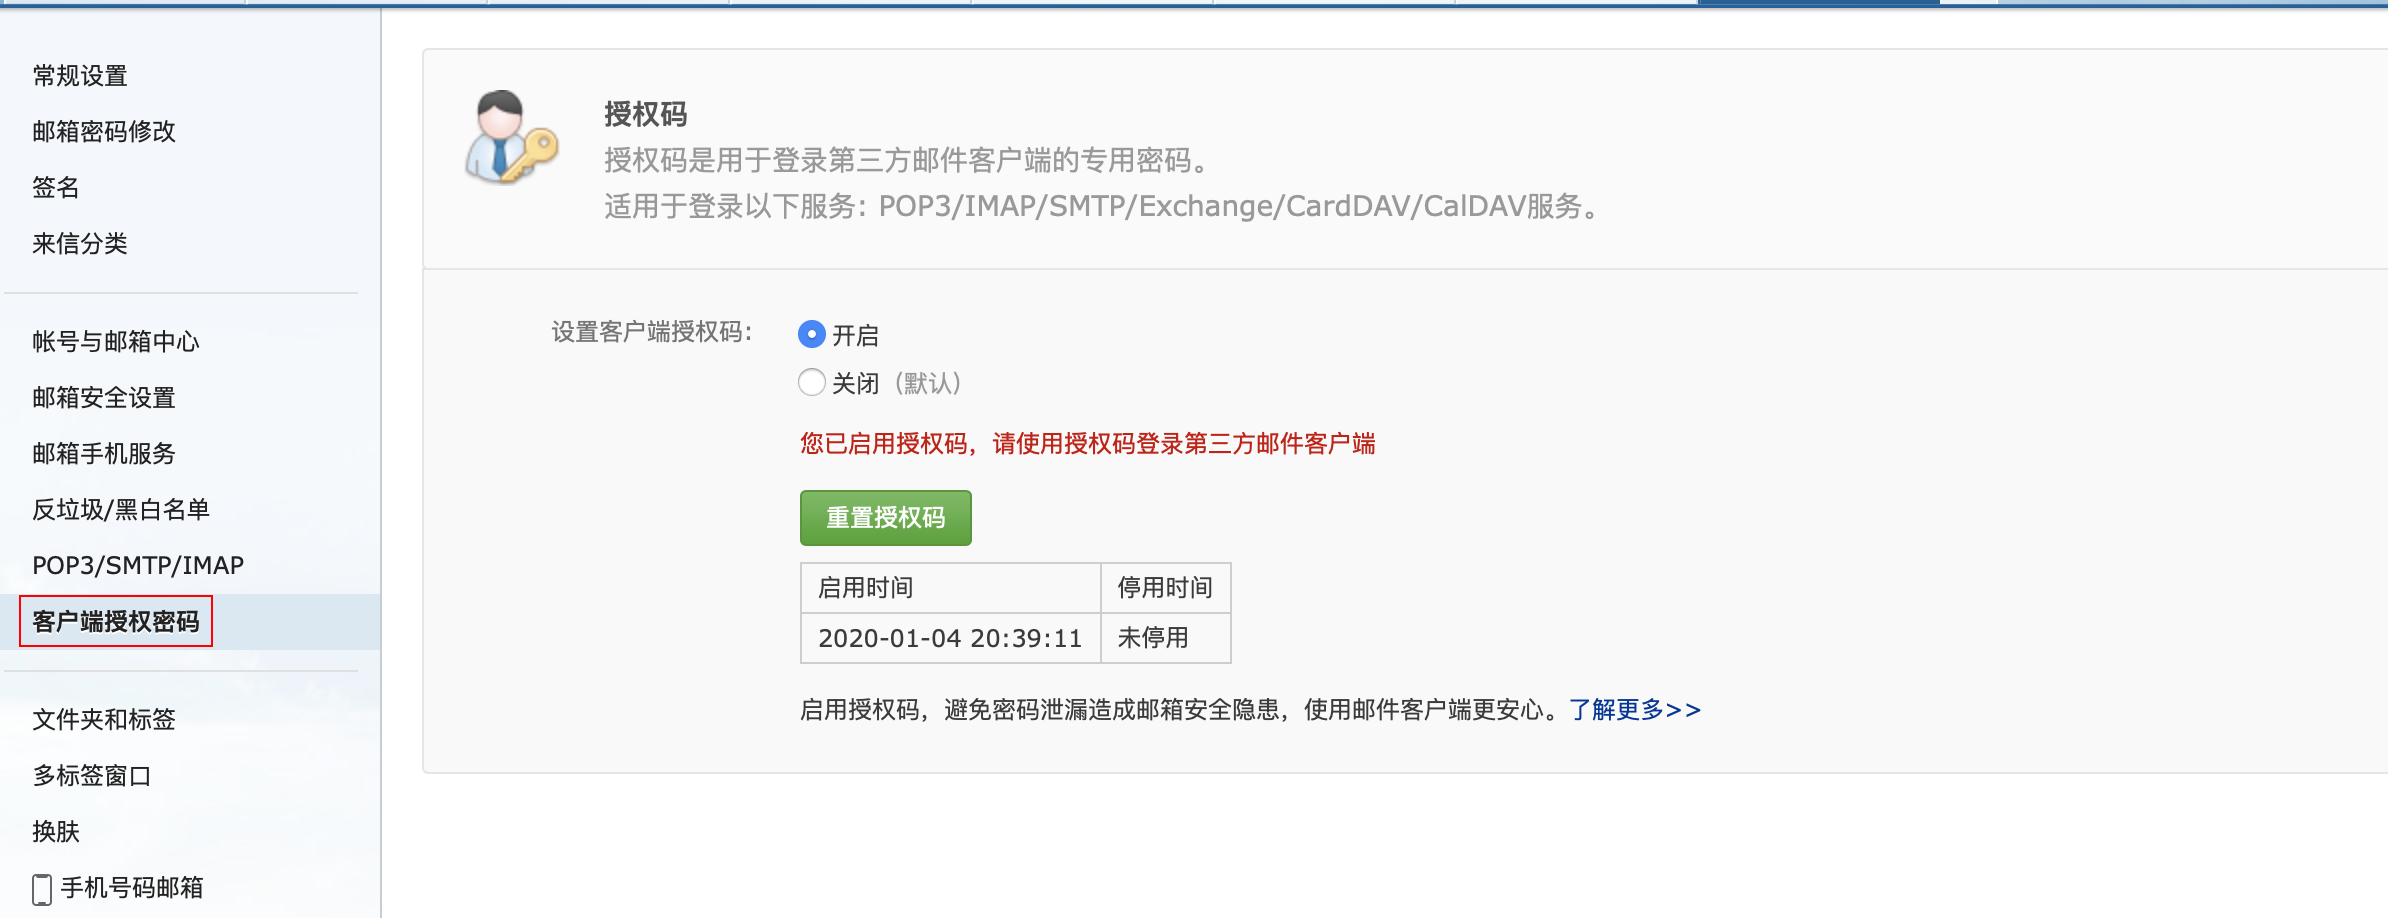 常规设置
邮箱密码修改
签名
来信分类
帐号与邮箱中心
邮箱安全设置
邮箱手机服务
反垃圾/黑白名单
POP3/SMTP/IMAP
客户端授权密码
文件夹和标签
多标签窗口
换肤
手机号码邮箱
授权码
授权码是用于登录第三方邮件客户端的专用密码。
适用于登录以下服务: POP3/IMAP/SMTP/Exchange/CardDAV/CalDAV服务。
设置客户端授权码:
开启
关闭 (默认)
您已启用授权码，请使用授权码登录第三方邮件客户端
重置授权码
启用时间 停用时间
2020-01-04 20:39:11 未停用
启用授权码，避免密码泄漏造成邮箱安全隐患，使用邮件客户端更安心。了解更多>>